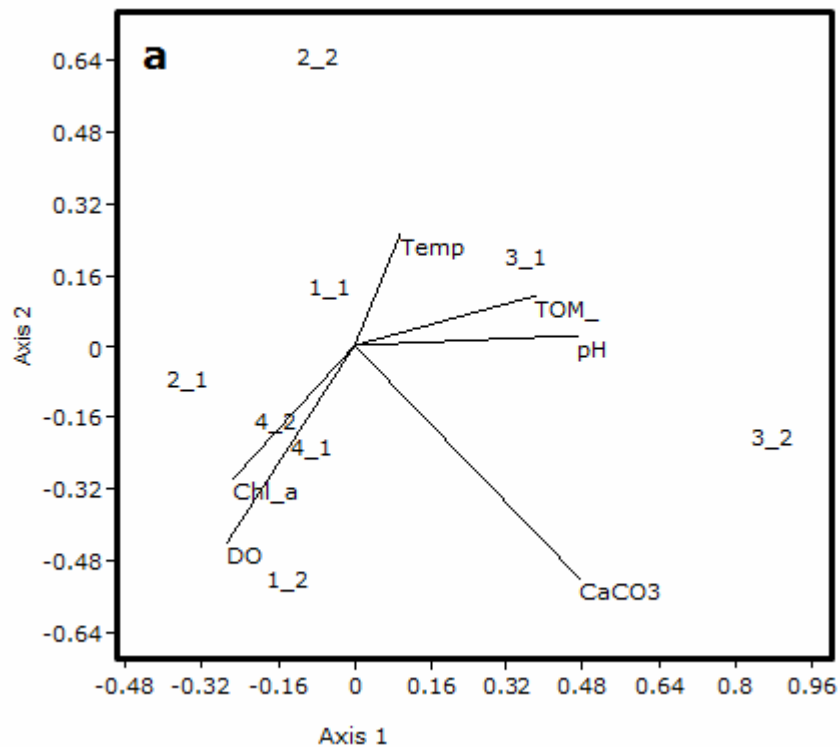 a
2_2
0.64
0.48
0.32
Temp
3_1
0.16
1_1
TOM_
Axis 2
0
pH
2_1
-0.16
4_2
4_1
3_2
-0.32
Chl_a
DO
-0.48
1_2
CaCO3
-0.64
-0.48 -0.32 -0.16 0 0.16 0.32 0.48 0.64 0.8 0.96
Axis 1